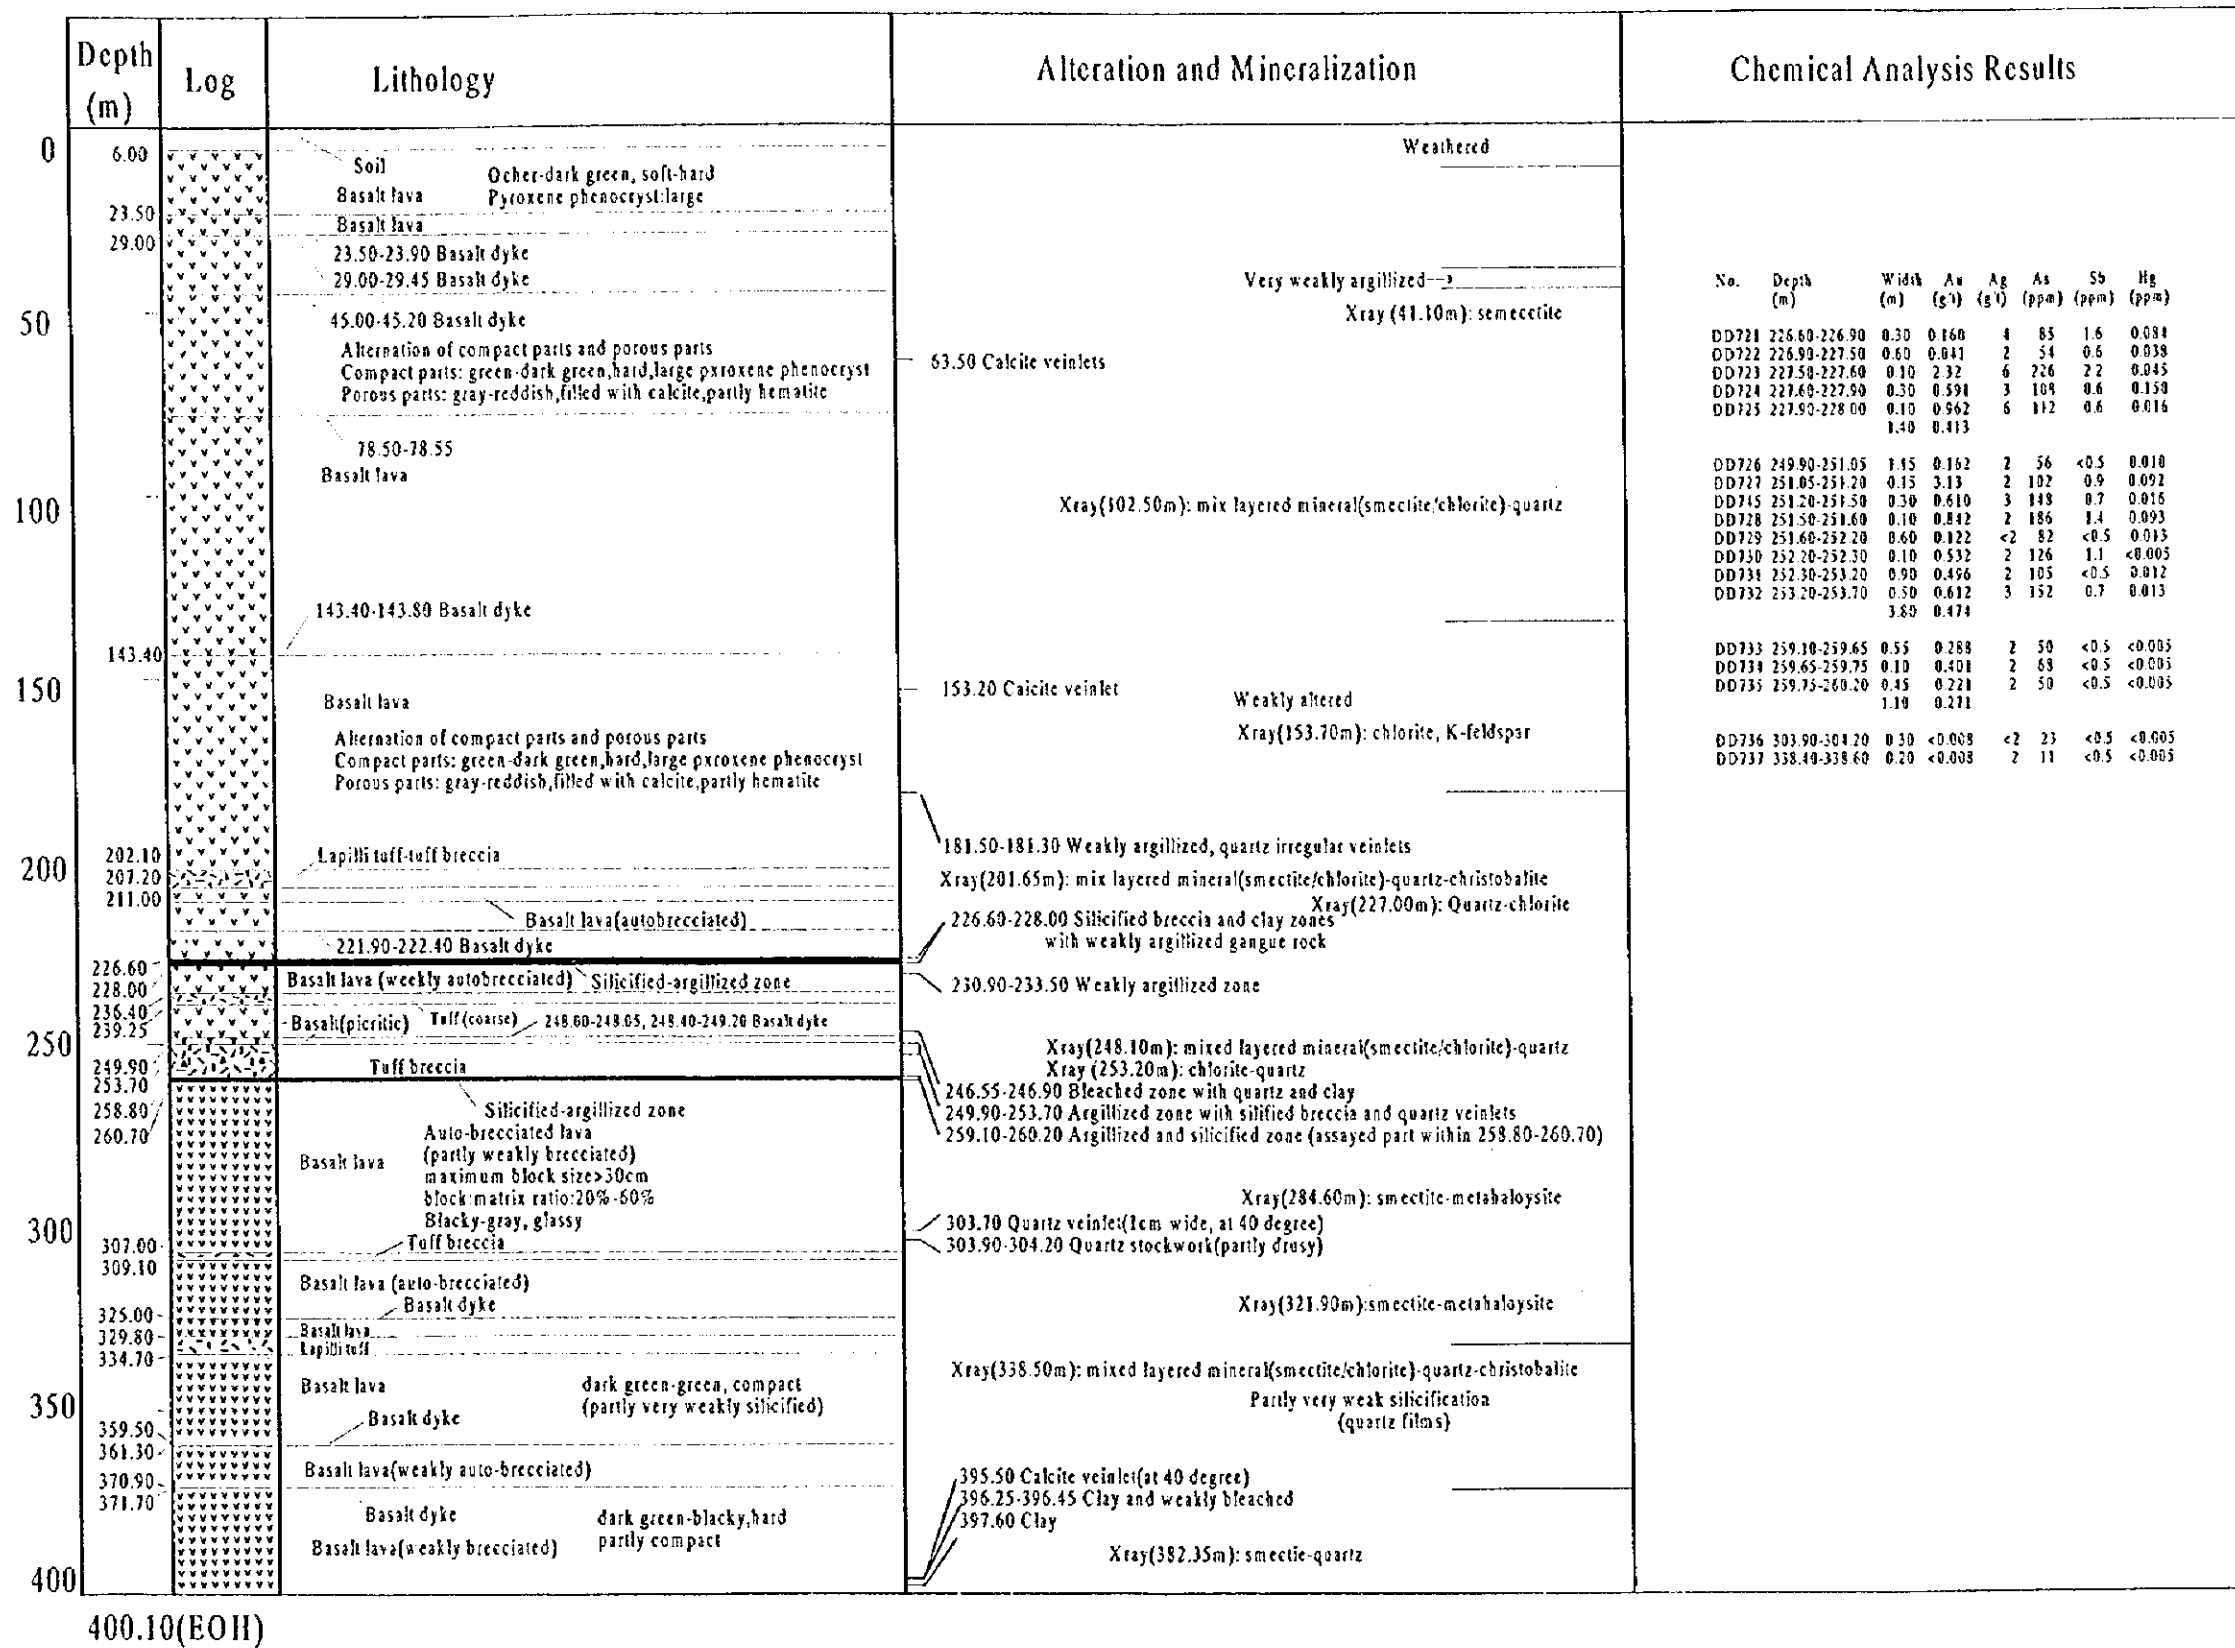 Depth
(m)
Log
Lithology
Alteration and Mineralization
Chemical Analysis Results
0
50
100
150
200
250
300
350
400
6.00
23.50
29.00
143.40
202.10
207.20
211.00
226.60
228.00
236.40
239.25
249.90
253.70
258.80
260.70
307.00
309.10
325.00
329.80
334.70
359.50
361.30
370.90
371.70
400.10(EOH)
Soil
Ocher-dark green, soft-hard
Basalt lava Pyroxene phenocryst:large
Basalt lava
23.50-23.90 Basalt dyke
29.00-29.45 Basalt dyke
45.00-45.20 Basalt dyke
Alternation of compact parts and porous parts
Compact parts: green-dark green,hard,large pxroxene phenocryst
Porous parts: gray-reddish,filled with calcite,partly hematite
78.50-78.55
Basalt lava
143.40-143.80 Basalt dyke
Basalt lava
Alternation of compact parts and porous parts
Compact parts: green-dark green,hard,large pxroxene phenocryst
Porous parts: gray-reddish,filled with calcite,partly hematite
Lapilli tuff-tuff breccia
Basalt lava(autobrecciated)
221.90-222.40 Basalt dyke
Basalt lava (weekly autobrecciated) Silicified-argillized zone
Basalt(picritic) Tuff(coarse) 248.60-248.05, 248.40-249.20 Basalt dyke
Tuff breccia
Silicified-argillized zone
Auto-brecciated lava
(partly weakly brecciated)
Basalt lava maximum block size>30cm
block:matrix ratio:20%-60%
Blacky-gray, glassy
Tuff breccia
Basalt lava (auto-brecciated)
Basalt dyke
Basalt lava
Lapilli tuff
Basalt lava dark green-green, compact
(partly very weakly silicified)
Basalt dyke
Basalt lava(weakly auto-brecciated)
Basalt dyke dark green-blacky,hard
partly compact
Basalt lava(weakly brecciated)
Weathered
Very weakly argillized
Xray (41.10m): semecctite
63.50 Calcite veinlets
Xray(102.50m): mix layered mineral(smectite/chlorite)-quartz
153.20 Calcite veinlet
Weakly altered
Xray(153.70m): chlorite, K-feldspar
181.50-181.30 Weakly argillized, quartz irregular veinlets
Xray(201.65m): mix layered mineral(smectite/chlorite)-quartz-christobalite
Xray(227.00m): Quartz-chlorite
226.60-228.00 Silicified breccia and clay zones
with weakly argillized gangue rock
230.90-233.50 Weakly argillized zone
Xray(248.10m): mixed layered mineral(smectite/chlorite)-quartz
Xray (253.20m): chlorite-quartz
246.55-246.90 Bleached zone with quartz and clay
249.90-253.70 Argillized zone with silified breccia and quartz veinlets
259.10-260.20 Argillized and silicified zone (assayed part within 258.80-260.70)
Xray(284.60m): smectite-metahaloysite
303.70 Quartz veinlet(1cm wide, at 40 degree)
303.90-304.20 Quartz stockwork(partly drusy)
Xray(321.90m):smectite-metahaloysite
Xray(338.50m): mixed layered mineral(smectite/chlorite)-quartz-christobalite
Partly very weak silicification
(quartz films)
395.50 Calcite veinlet(at 40 degree)
396.25-396.45 Clay and weakly bleached
397.60 Clay
Xray(382.35m): smectie-quartz
No. Depth Width Au Ag As Sb Hg
(m) (m) (g/t) (g/t) (ppm) (ppm) (ppm)
DD721 226.60-226.90 0.30 0.160 4 85 1.6 0.084
DD722 226.90-227.50 0.60 0.041 2 54 0.6 0.038
DD723 227.50-227.60 0.10 2.32 6 226 2.2 0.045
DD724 227.60-227.90 0.30 0.591 3 108 0.6 0.150
DD725 227.90-228.00 0.10 0.962 6 112 0.6 0.016
1.40 0.413
DD726 249.90-251.05 1.15 0.162 2 56 <0.5 0.010
DD727 251.05-251.20 0.15 3.13 2 102 0.9 0.092
DD745 251.20-251.50 0.30 0.610 3 148 0.7 0.016
DD728 251.50-251.60 0.10 0.842 2 186 1.4 0.093
DD729 251.60-252.20 0.60 0.122 <2 82 <0.5 0.013
DD730 252.20-252.30 0.10 0.532 2 126 1.1 <0.005
DD731 252.30-253.20 0.90 0.496 2 105 <0.5 0.012
DD732 253.20-253.70 0.50 0.612 3 152 0.7 0.013
3.80 0.474
DD733 259.10-259.65 0.55 0.288 2 50 <0.5 <0.005
DD734 259.65-259.75 0.10 0.401 2 68 <0.5 <0.005
DD735 259.75-260.20 0.45 0.221 2 50 <0.5 <0.005
1.10 0.271
DD736 303.90-304.20 0.30 <0.008 <2 23 <0.5 <0.005
DD737 338.40-338.60 0.20 <0.008 2 11 <0.5 <0.005